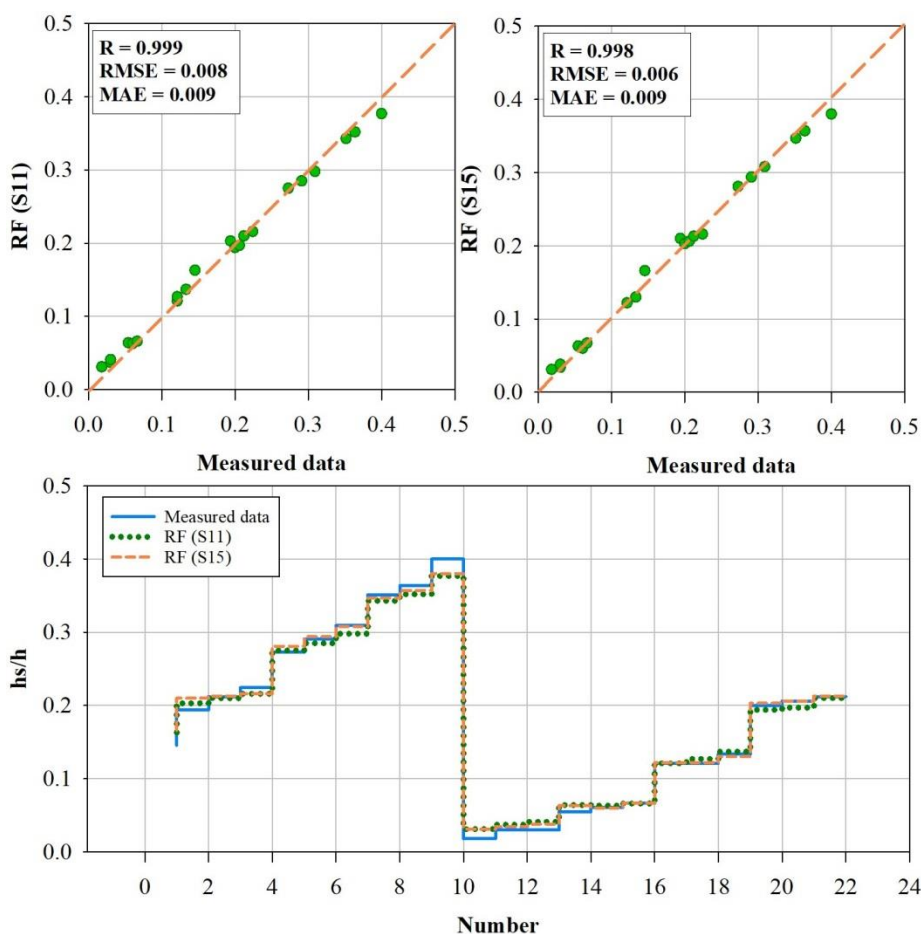 0.5
0.4
0.3
0.2
0.1
0.0
RF (S11)
R = 0.999
RMSE = 0.008
MAE = 0.009
0.0 0.1 0.2 0.3 0.4 0.5
Measured data
0.5
0.4
0.3
0.2
0.1
0.0
RF (S15)
R = 0.998
RMSE = 0.006
MAE = 0.009
0.0 0.1 0.2 0.3 0.4 0.5
Measured data
0.5
0.4
0.3
0.2
0.1
0.0
hs/h
Measured data
RF (S11)
RF (S15)
0 2 4 6 8 10 12 14 16 18 20 22 24
Number